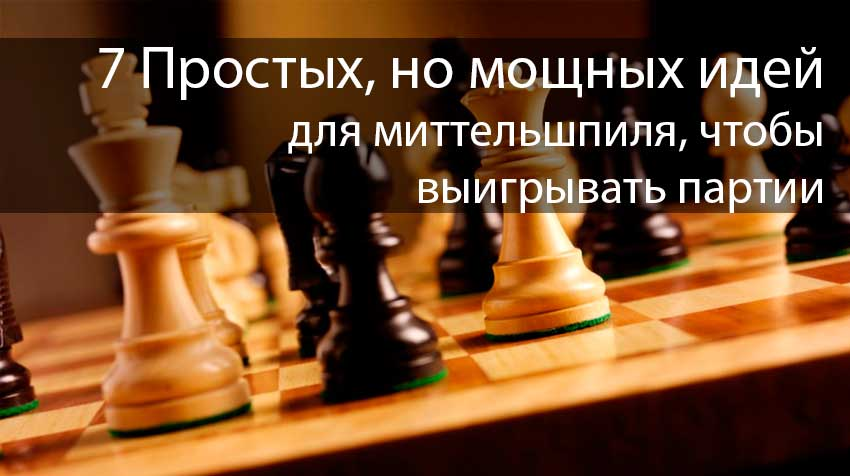 7 Простых, но мощных идей
для миттельшпиля, чтобы
выигрывать партии